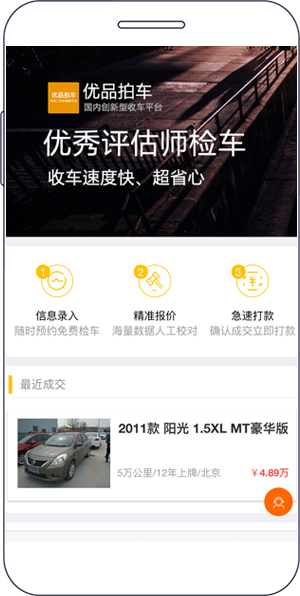 优品拍车
优品拍车
国内创新型收车平台
优秀评估师检车
收车速度快、超省心
1
2
3
信息录入
精准报价
急速打款
随时预约免费检车
海量数据人工校对
确认成交立即打款
最近成交
2011款 阳光 1.5XL MT豪华版
5万公里/12年上牌/北京
¥4.89万